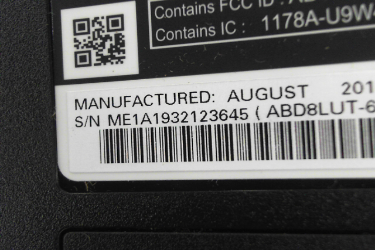 Contains FCC ID : A
Contains IC : 1178A-U9W
MANUFACTURED: AUGUST 201
S/N ME1A1932123645 ( ABD8LUT-6